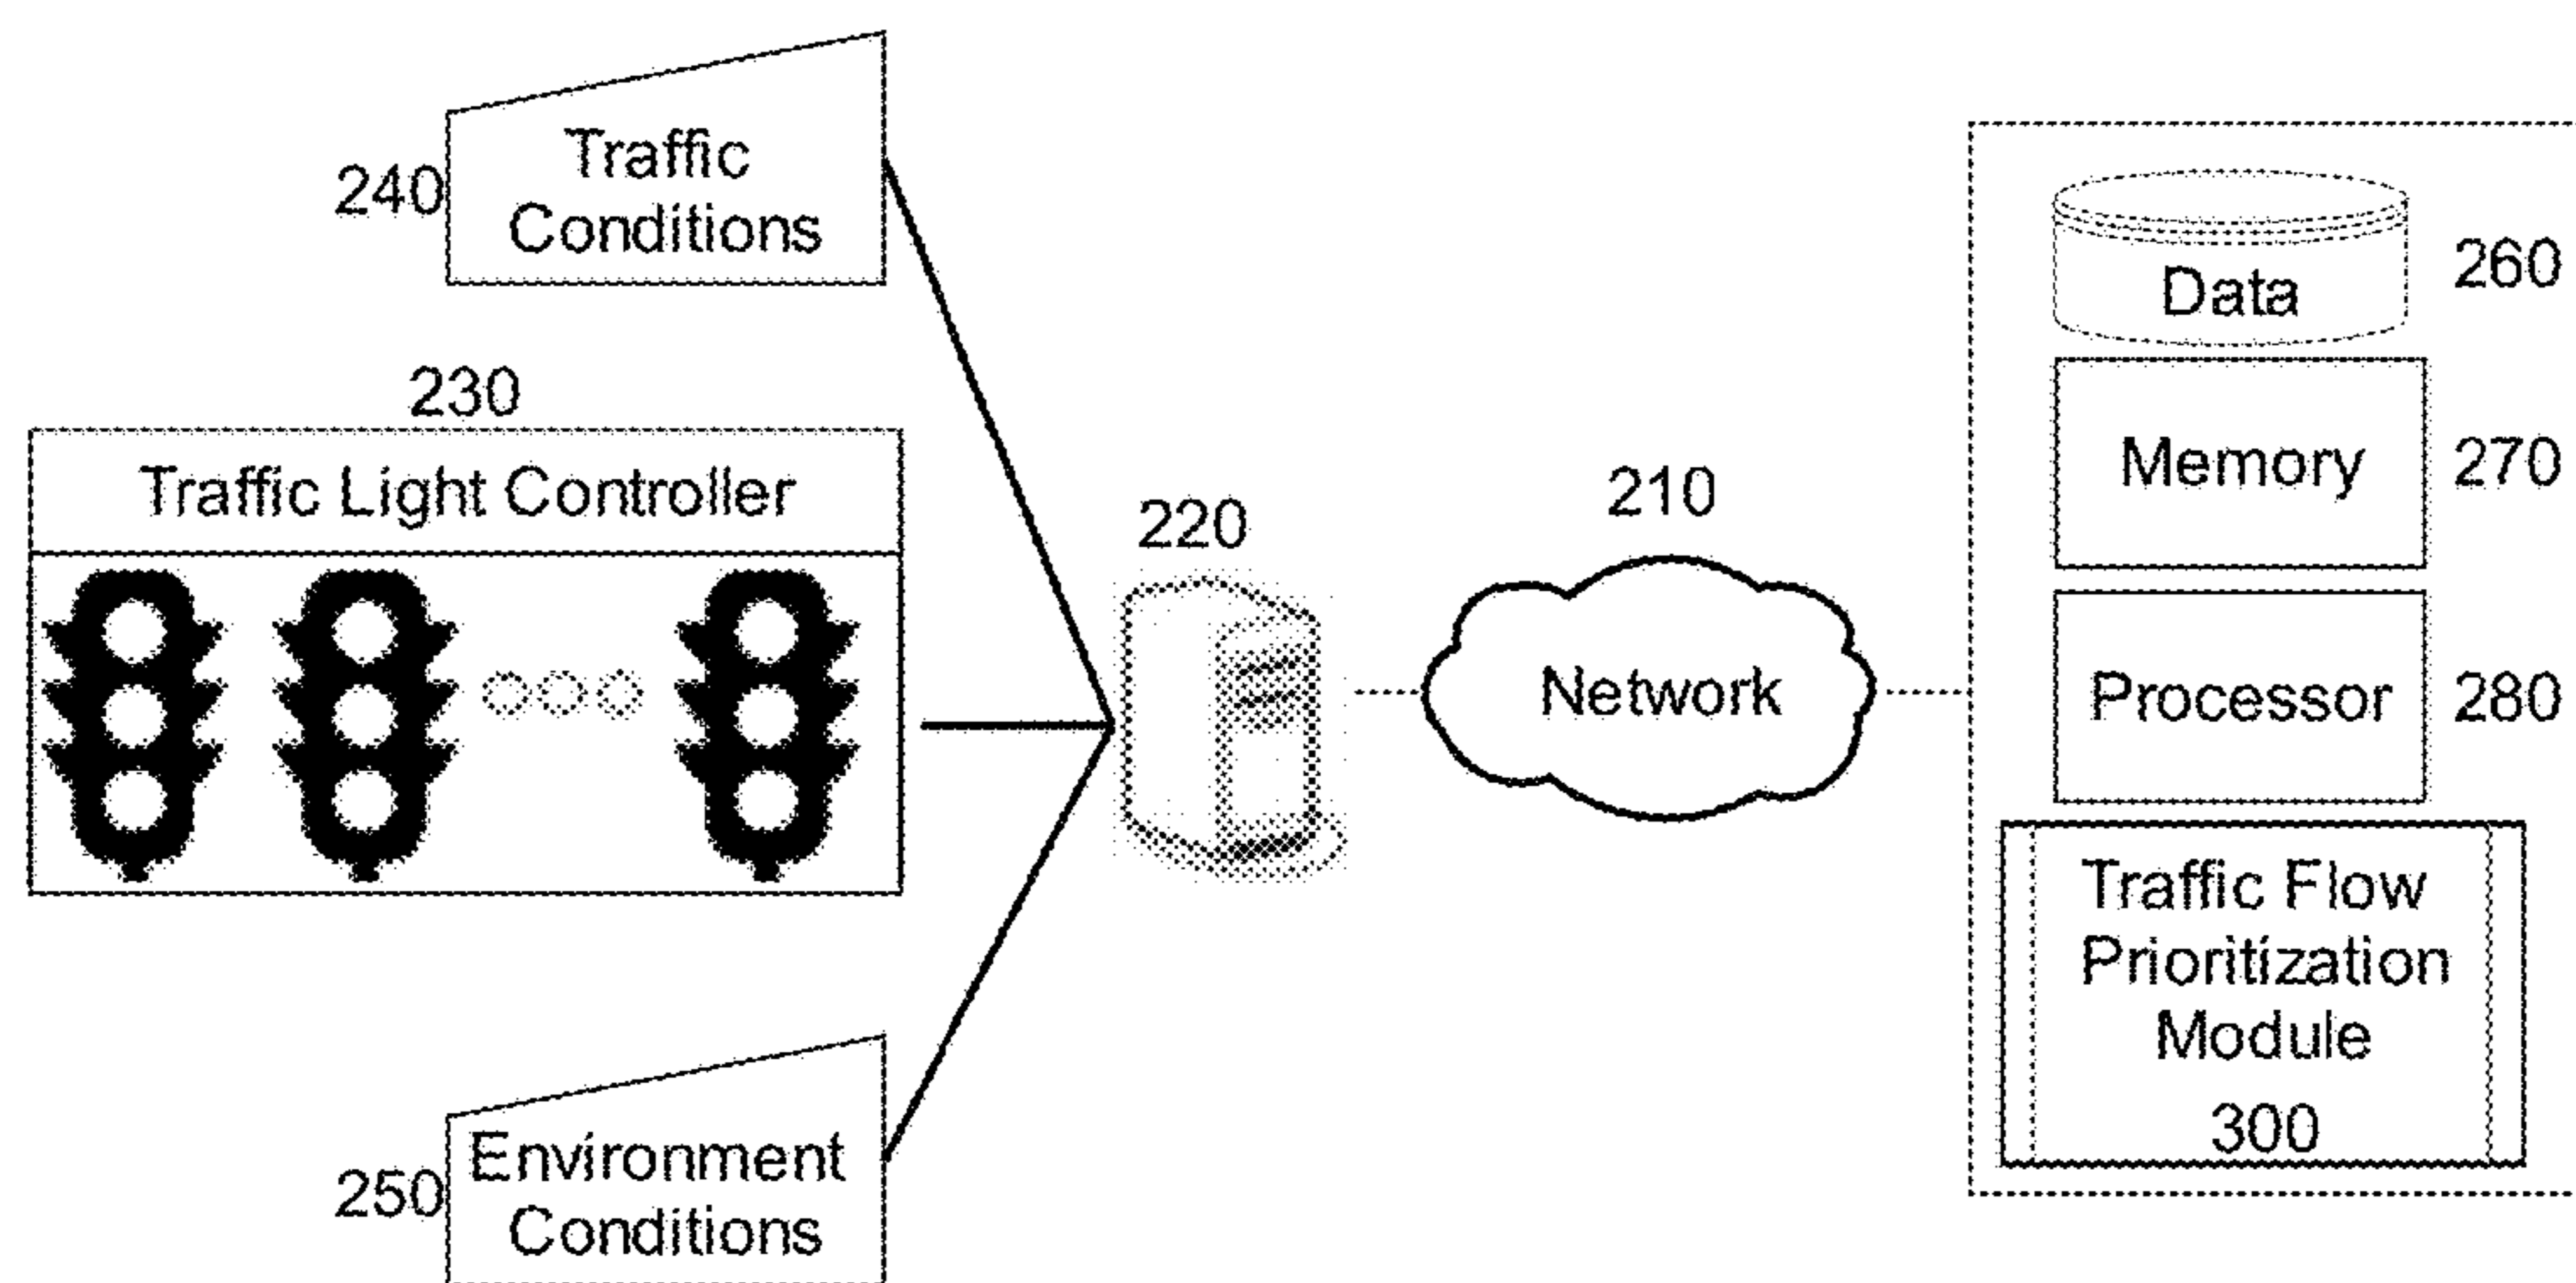 240
Traffic
Conditions
230
Traffic Light Controller
250
Environment
Conditions
220
210
Network
Data
260
Memory
270
Processor
280
Traffic Flow
Prioritization
Module
300